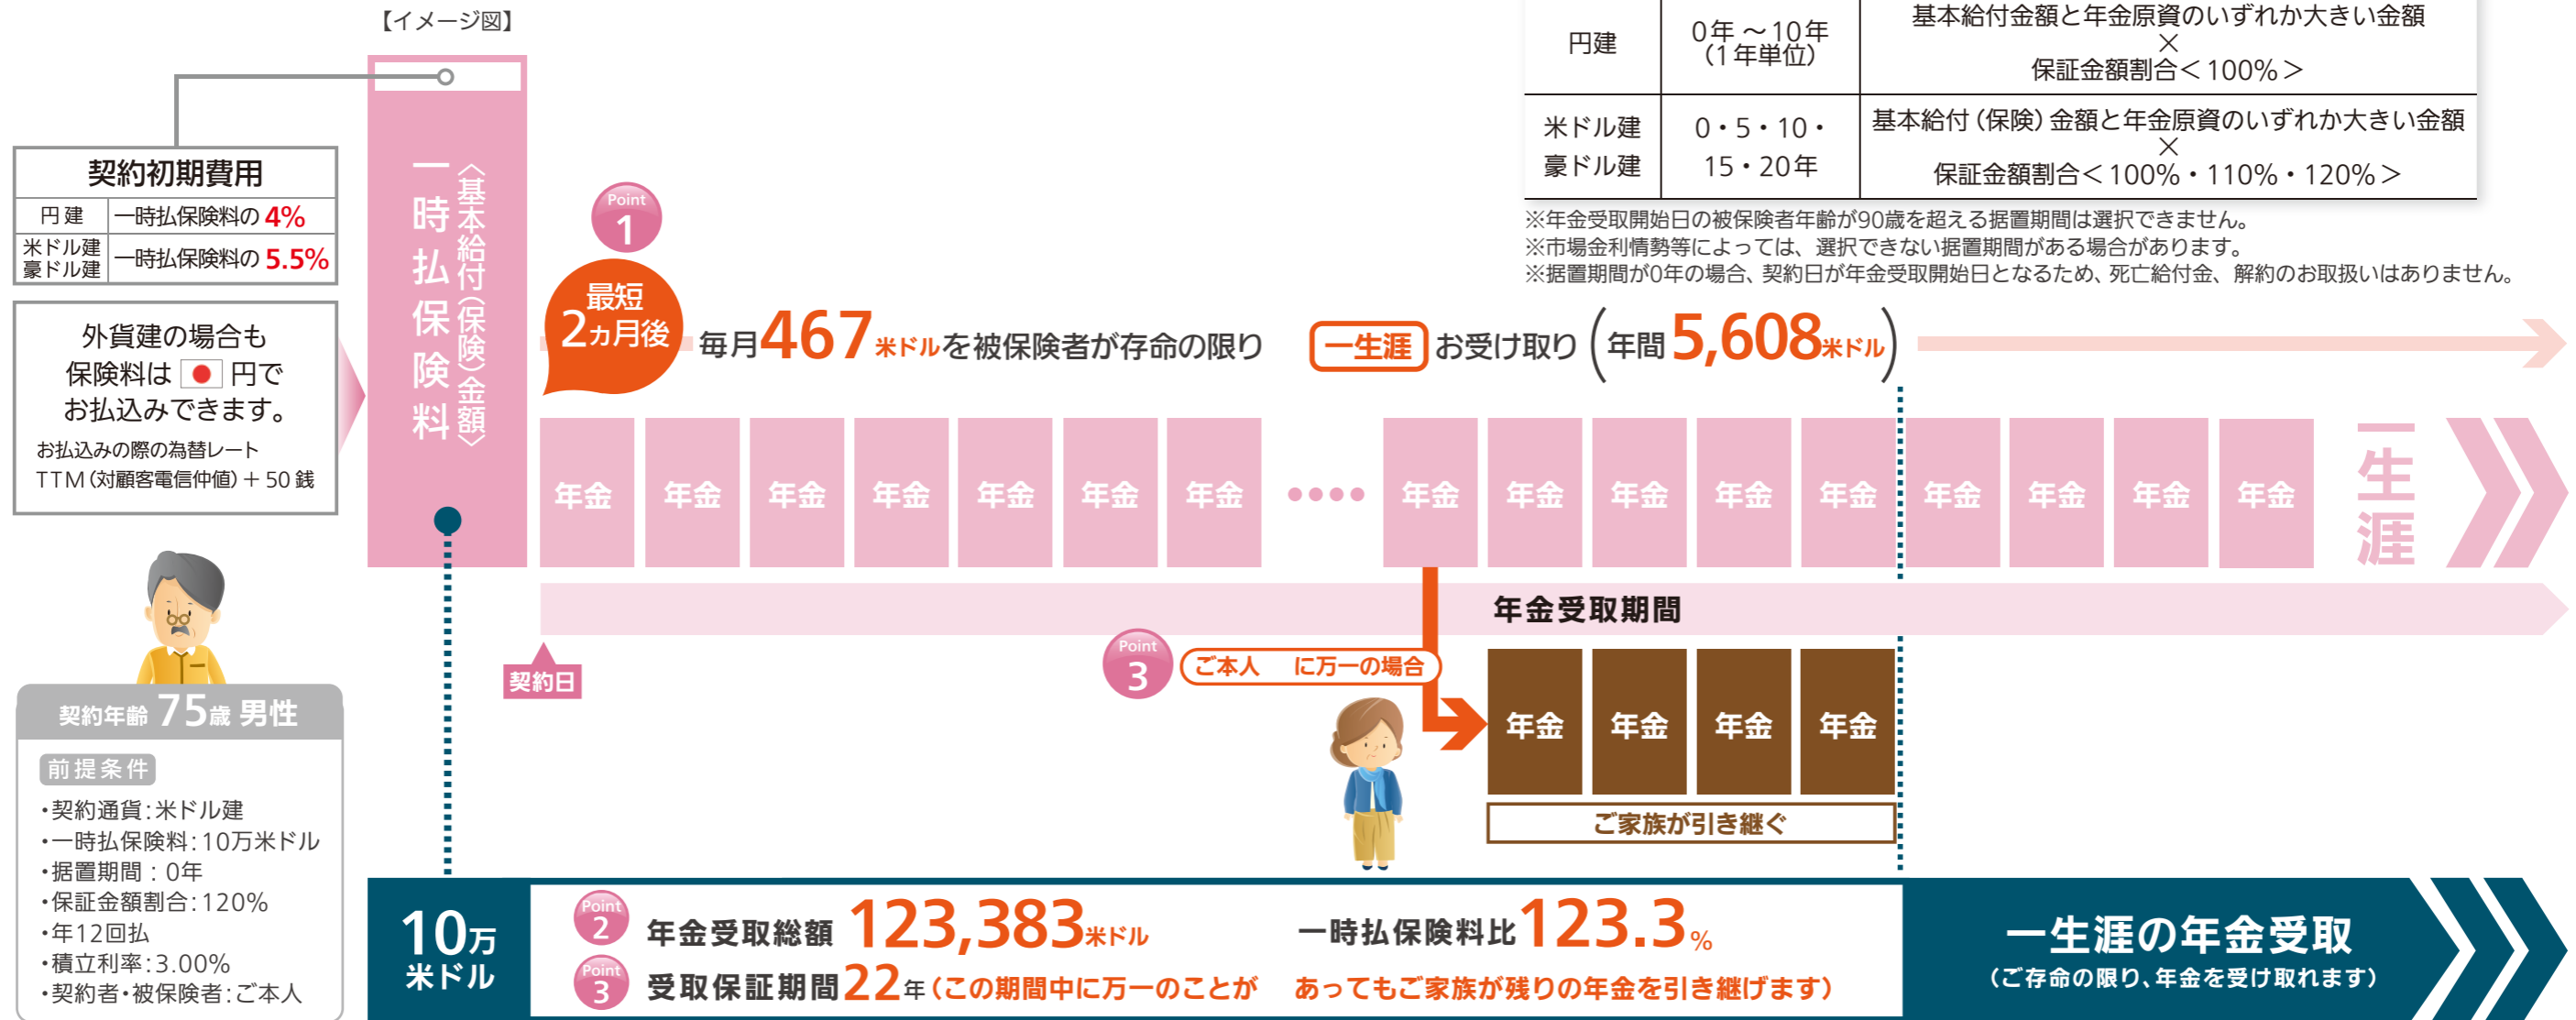 【イメージ図】
円建
0年～10年
（1年単位）
基本給付金額と年金原資のいずれか大きい金額
×
保証金額割合＜100%＞
米ドル建
豪ドル建
0・5・10・
15・20年
基本給付（保険）金額と年金原資のいずれか大きい金額
×
保証金額割合＜100%・110%・120%＞
※年金受取開始日の被保険者年齢が90歳を超える据置期間は選択できません。
※市場金利情勢等によっては、選択できない据置期間がある場合があります。
※据置期間が0年の場合、契約日が年金受取開始日となるため、死亡給付金、解約のお取扱いはありません。
契約初期費用
円建 一時払保険料の4%
米ドル建
豪ドル建
一時払保険料の5.5%
外貨建の場合も
保険料は 円で
お払込みできます。
お払込みの際の為替レート
TTM（対顧客電信仲値）＋50銭
一時払保険料
〈基本給付（保険）金額〉
Point
1
最短
2ヵ月後
毎月467米ドルを被保険者が存命の限り 一生涯 お受け取り（年間5,608米ドル）
年金 年金 年金 年金 年金 年金 年金 •••• 年金 年金 年金 年金 年金 年金 年金 年金 年金
一生涯
年金受取期間
契約日
Point
3
ご本人 に万一の場合
年金 年金 年金 年金
ご家族が引き継ぐ
契約年齢 75歳 男性
前提条件
・契約通貨：米ドル建
・一時払保険料：10万米ドル
・据置期間：0年
・保証金額割合：120%
・年12回払
・積立利率：3.00%
・契約者・被保険者：ご本人
10万
米ドル
Point
2
年金受取総額 123,383米ドル 一時払保険料比123.3%
Point
3
受取保証期間22年（この期間中に万一のことが あってもご家族が残りの年金を引き継げます）
一生涯の年金受取
（ご存命の限り、年金を受け取れます）